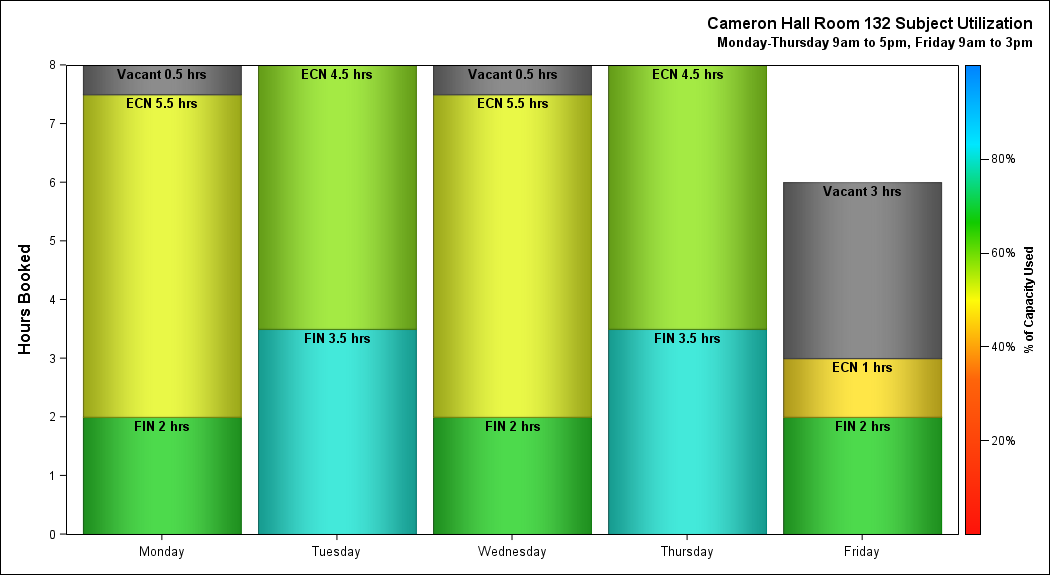 Cameron Hall Room 132 Subject Utilization
Monday-Thursday 9am to 5pm, Friday 9am to 3pm
Hours Booked
8
7
6
5
4
3
2
1
0
Vacant 0.5 hrs
ECN 5.5 hrs
FIN 2 hrs
ECN 4.5 hrs
FIN 3.5 hrs
Vacant 0.5 hrs
ECN 5.5 hrs
FIN 2 hrs
ECN 4.5 hrs
FIN 3.5 hrs
Vacant 3 hrs
ECN 1 hrs
FIN 2 hrs
Monday
Tuesday
Wednesday
Thursday
Friday
80%
60%
40%
20%
% of Capacity Used